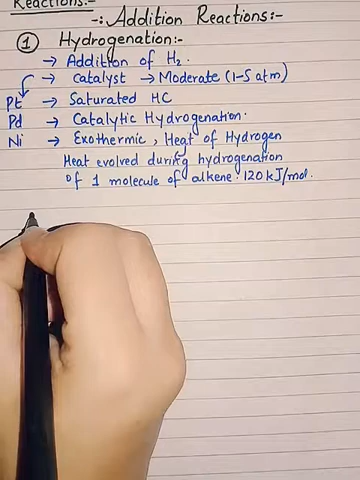 Reactions:-
-: Addition Reactions:-
① Hydrogenation:-
→ Addition of H₂.
→ Catalyst → Moderate (1-5 atm)
Pt → Saturated HC
Pd → Catalytic Hydrogenation.
Ni → Exothermic, Heat of Hydrogen
Heat evolved during hydrogenation
of 1 molecule of alkene. 120 kJ/mol.